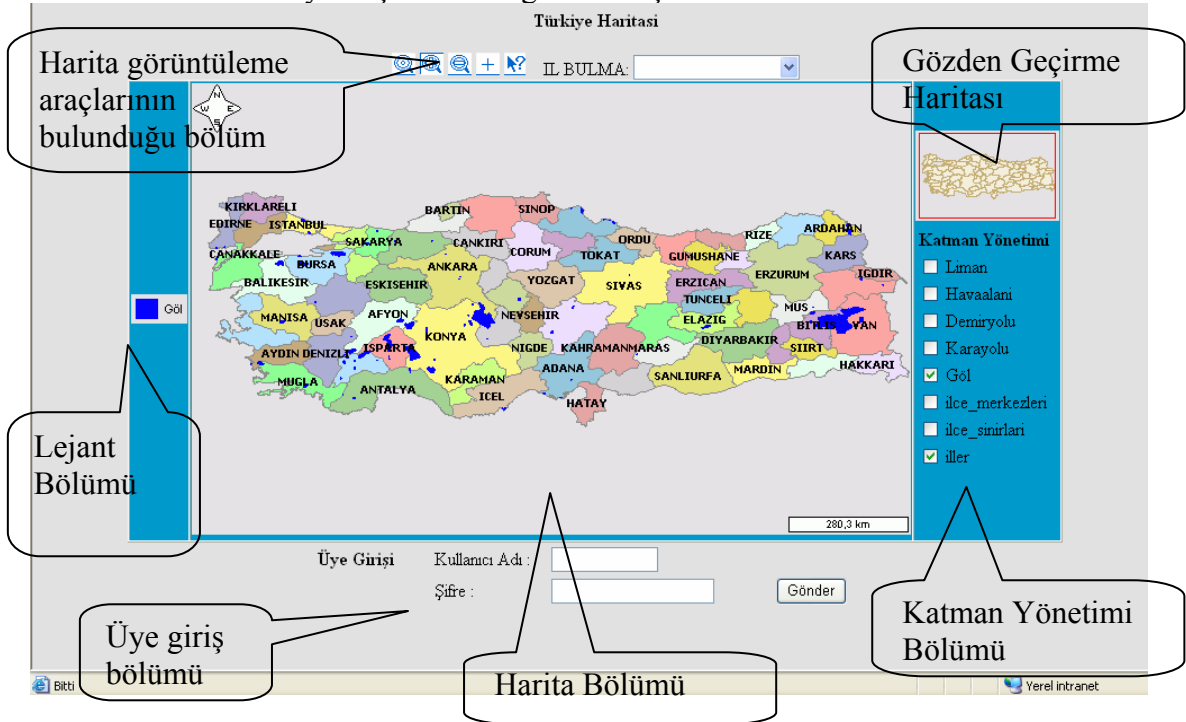 Türkiye Haritasi
Harita görüntüleme
araçlarının
bulunduğu bölüm
IL BULMA:
Gözden Geçirme
Haritası
N
W E
S
KIRKLARELI
EDIRNE
ISTANBUL
BARTIN
SINOP
SAKARYA
CANKIRI
CORUM
TOKAT
ORDU
GUMUSHANE
RIZE
ARDAHAN
KARS
CANAKKALE
BURSA
ANKARA
BALIKESIR
ESKISEHIR
YOZGAT
SIVAS
ERZICAN
ERZURUM
IGDIR
TUNCELI
MANISA
USAK
AFYON
NEVSEHIR
ELAZIG
MUS
BITLIS
VAN
KONYA
AYDIN
DENIZLI
ISPARTA
NIGDE
KAHRAMANMARAS
DIYARBAKIR
SIIRT
HAKKARI
ADANA
MARDIN
SANLIURFA
MUGLA
ANTALYA
KARAMAN
ICEL
HATAY
Göl
Katman Yönetimi
Liman
Havaalani
Demiryolu
Karayolu
Göl
ilce_merkezleri
ilce_sinirlari
iller
Lejant
Bölümü
280,3 km
Üye Girişi Kullanıcı Adı :
Şifre :
Gönder
Üye giriş
bölümü
Harita Bölümü
Katman Yönetimi
Bölümü
Bitti
Yerel intranet